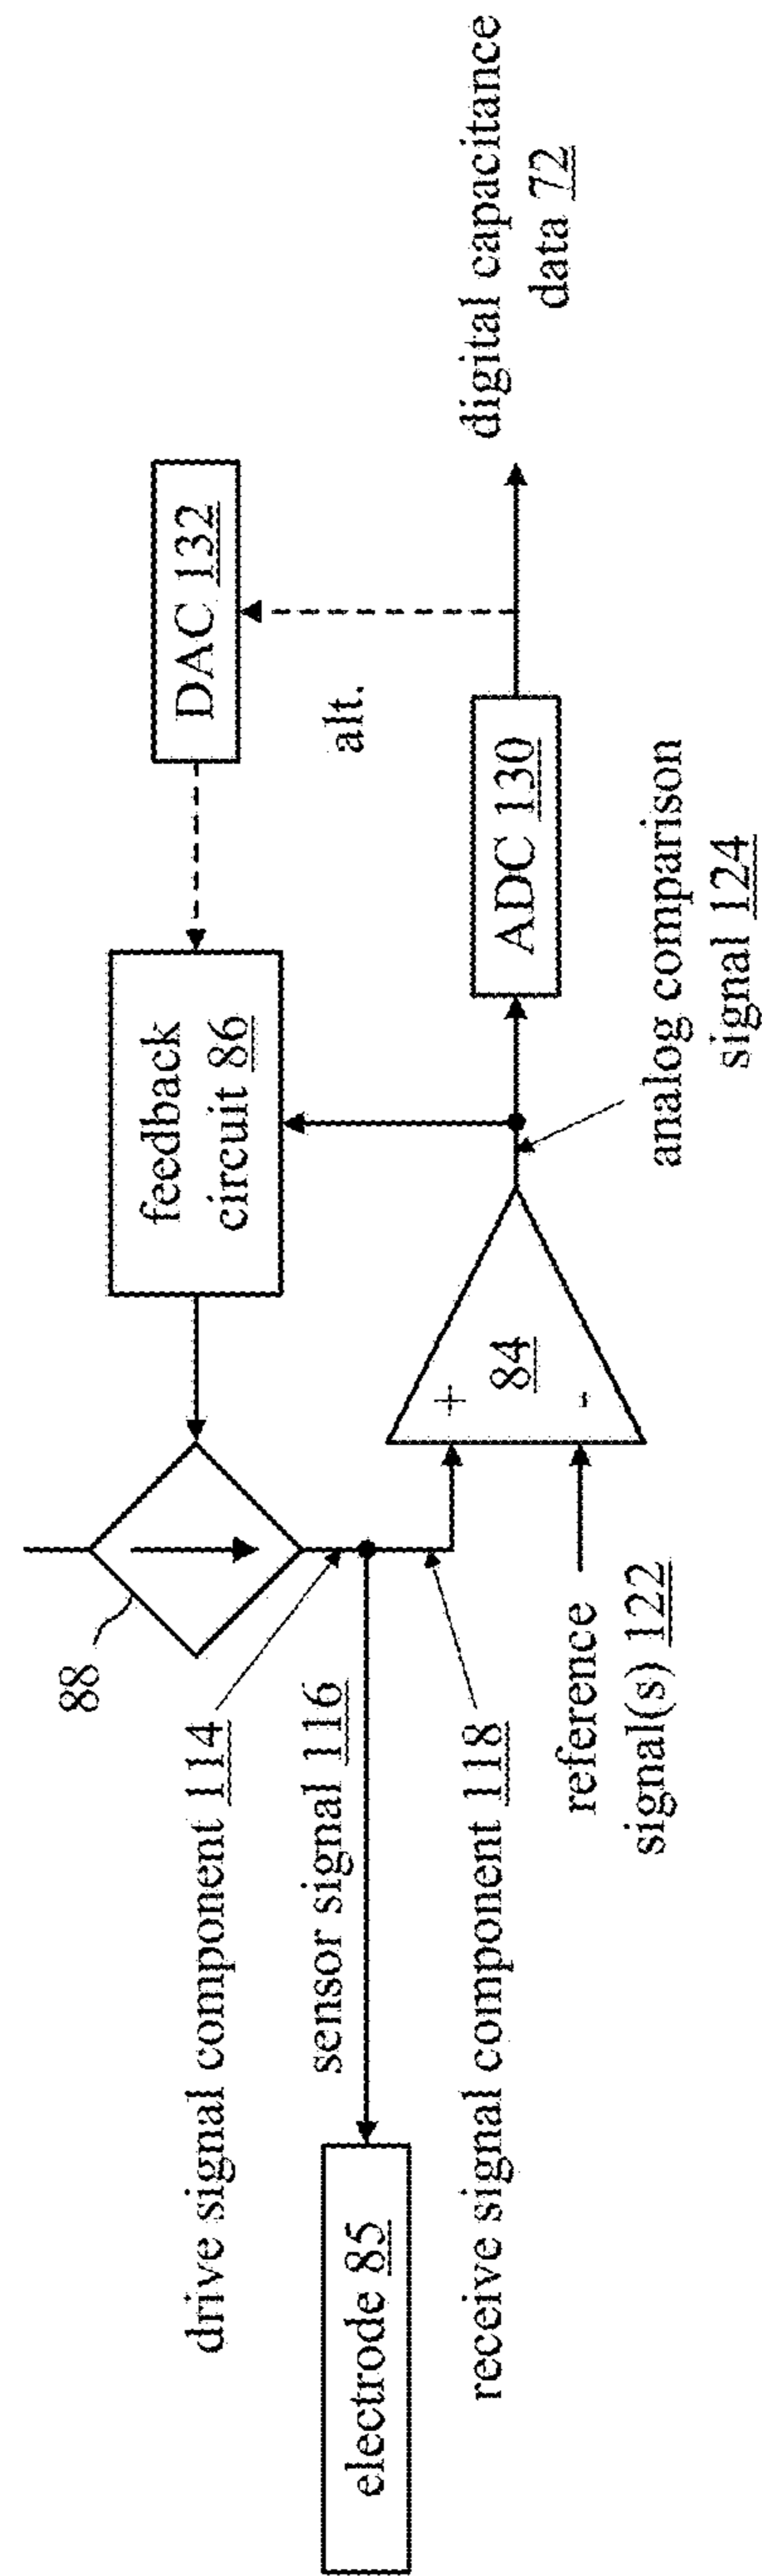 88
drive signal component 114
sensor signal 116
electrode 85
receive signal component 118
reference
signal(s) 122
feedback
circuit 86
DAC 132
alt.
+
84
-
ADC 130
analog comparison
signal 124
digital capacitance
data 72